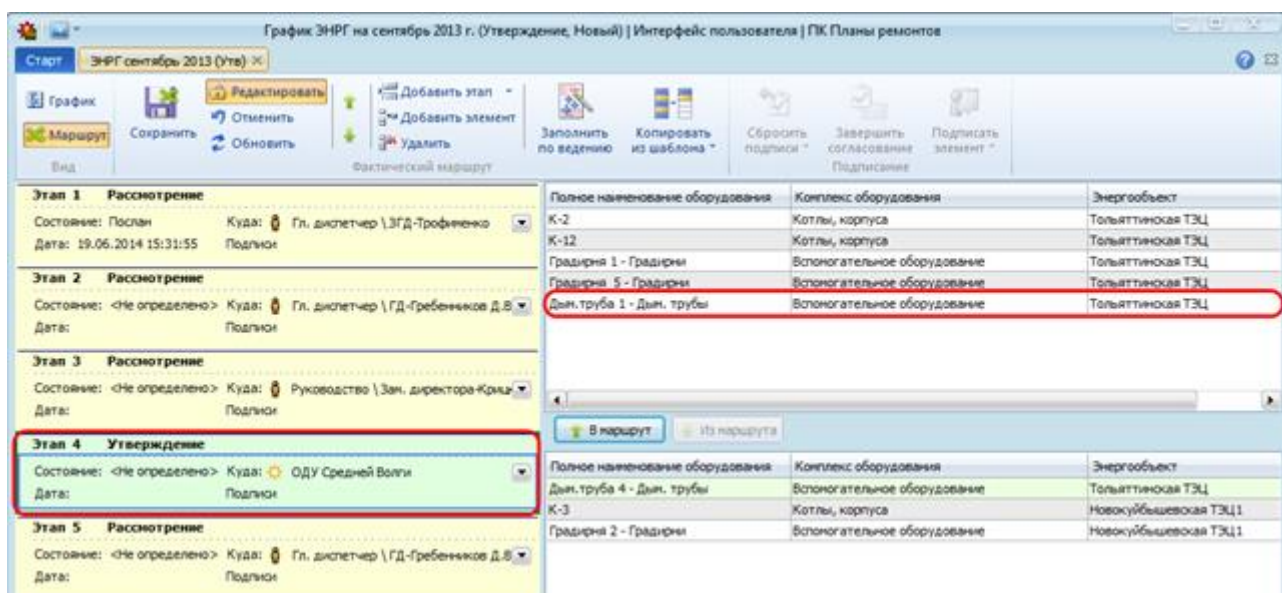 График ЭНРГ на сентябрь 2013 г. (Утверждение, Новый) | Интерфейс пользователя | ПК Планы ремонтов
Старт ЭНРГ сентябрь 2013 (Утв)
График
Маршрут
Вид
Сохранить
Редактировать
Отменить
Обновить
Добавить этап
Добавить элемент
Удалить
Фактический маршрут
Заполнить по ведению
Копировать из шаблона
Сбросить подписи
Завершить согласование
Подписать элемент
Подписание
Этап 1 Рассмотрение
Состояние: Послан Куда: Гл. диспетчер \ЗГД-Трофименко
Дата: 19.06.2014 15:31:55 Подписи
Этап 2 Рассмотрение
Состояние: <Не определено> Куда: Гл. диспетчер \ГД-Гребенников Д.В
Дата: Подписи
Этап 3 Рассмотрение
Состояние: <Не определено> Куда: Руководство \Зам. директора-Криц
Дата: Подписи
Этап 4 Утверждение
Состояние: <Не определено> Куда: ОДУ Средней Волги
Дата: Подписи
Этап 5 Рассмотрение
Состояние: <Не определено> Куда: Гл. диспетчер \ГД-Гребенников Д.В
Дата: Подписи
Полное наименование оборудования Комплекс оборудования Энергообъект
К-2 Котлы, корпуса Тольяттинская ТЭЦ
К-12 Котлы, корпуса Тольяттинская ТЭЦ
Градирня 1 - Градирни Вспомогательное оборудование Тольяттинская ТЭЦ
Градирня 5 - Градирни Вспомогательное оборудование Тольяттинская ТЭЦ
Дым.труба 1 - Дым. трубы Вспомогательное оборудование Тольяттинская ТЭЦ
В маршрут Из маршрута
Полное наименование оборудования Комплекс оборудования Энергообъект
Дым.труба 4 - Дым. трубы Вспомогательное оборудование Тольяттинская ТЭЦ
К-3 Котлы, корпуса Новокуйбышевская ТЭЦ1
Градирня 2 - Градирни Вспомогательное оборудование Новокуйбышевская ТЭЦ1